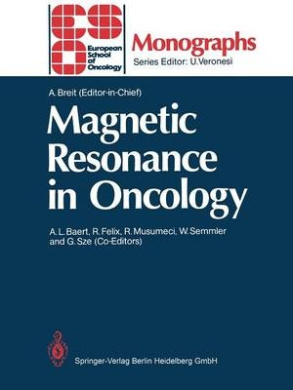 ESO
European
School of
Oncology
Monographs
Series Editor: U. Veronesi
A. Breit (Editor-in-Chief)
Magnetic
Resonance
in Oncology
A. L. Baert, R. Felix, R. Musumeci, W. Semmler
and G. Sze (Co-Editors)
Springer-Verlag Berlin Heidelberg GmbH